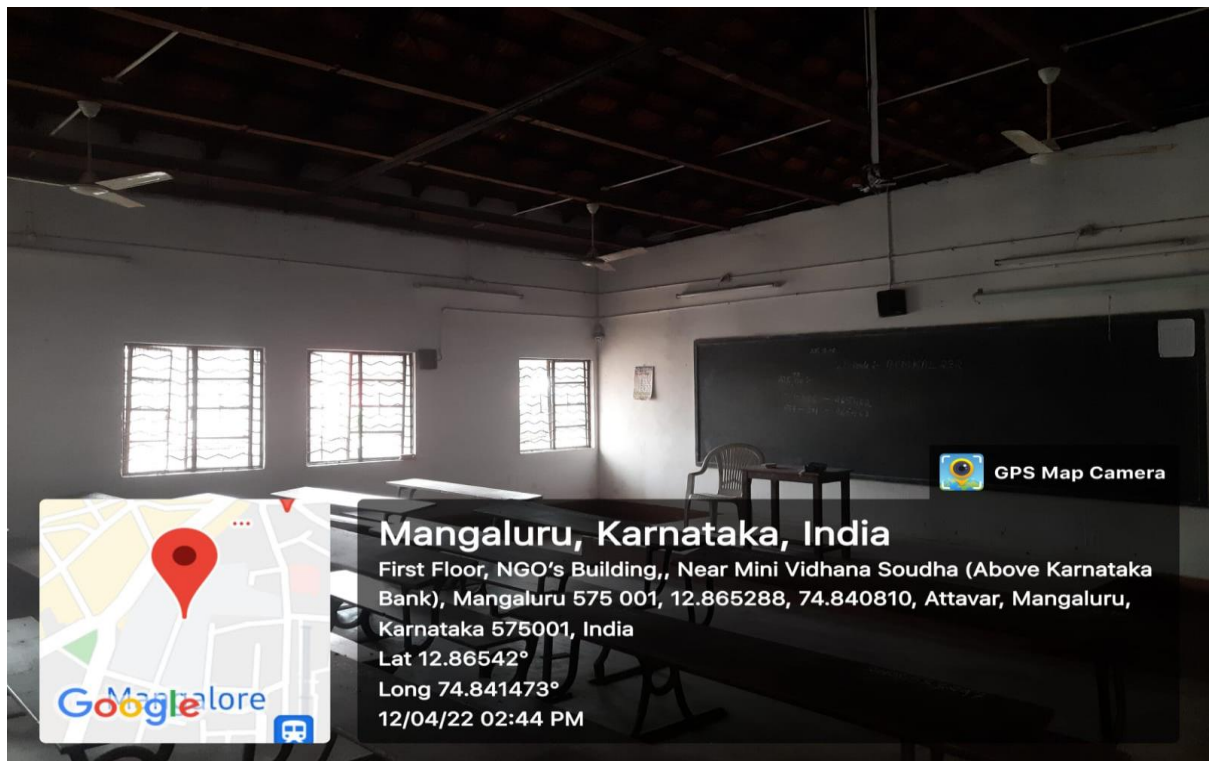 GPS Map Camera
Mangaluru, Karnataka, India
First Floor, NGO's Building,, Near Mini Vidhana Soudha (Above Karnataka
Bank), Mangaluru 575 001, 12.865288, 74.840810, Attavar, Mangaluru,
Karnataka 575001, India
Lat 12.86542°
Long 74.841473°
12/04/22 02:44 PM
Mangalore
Google